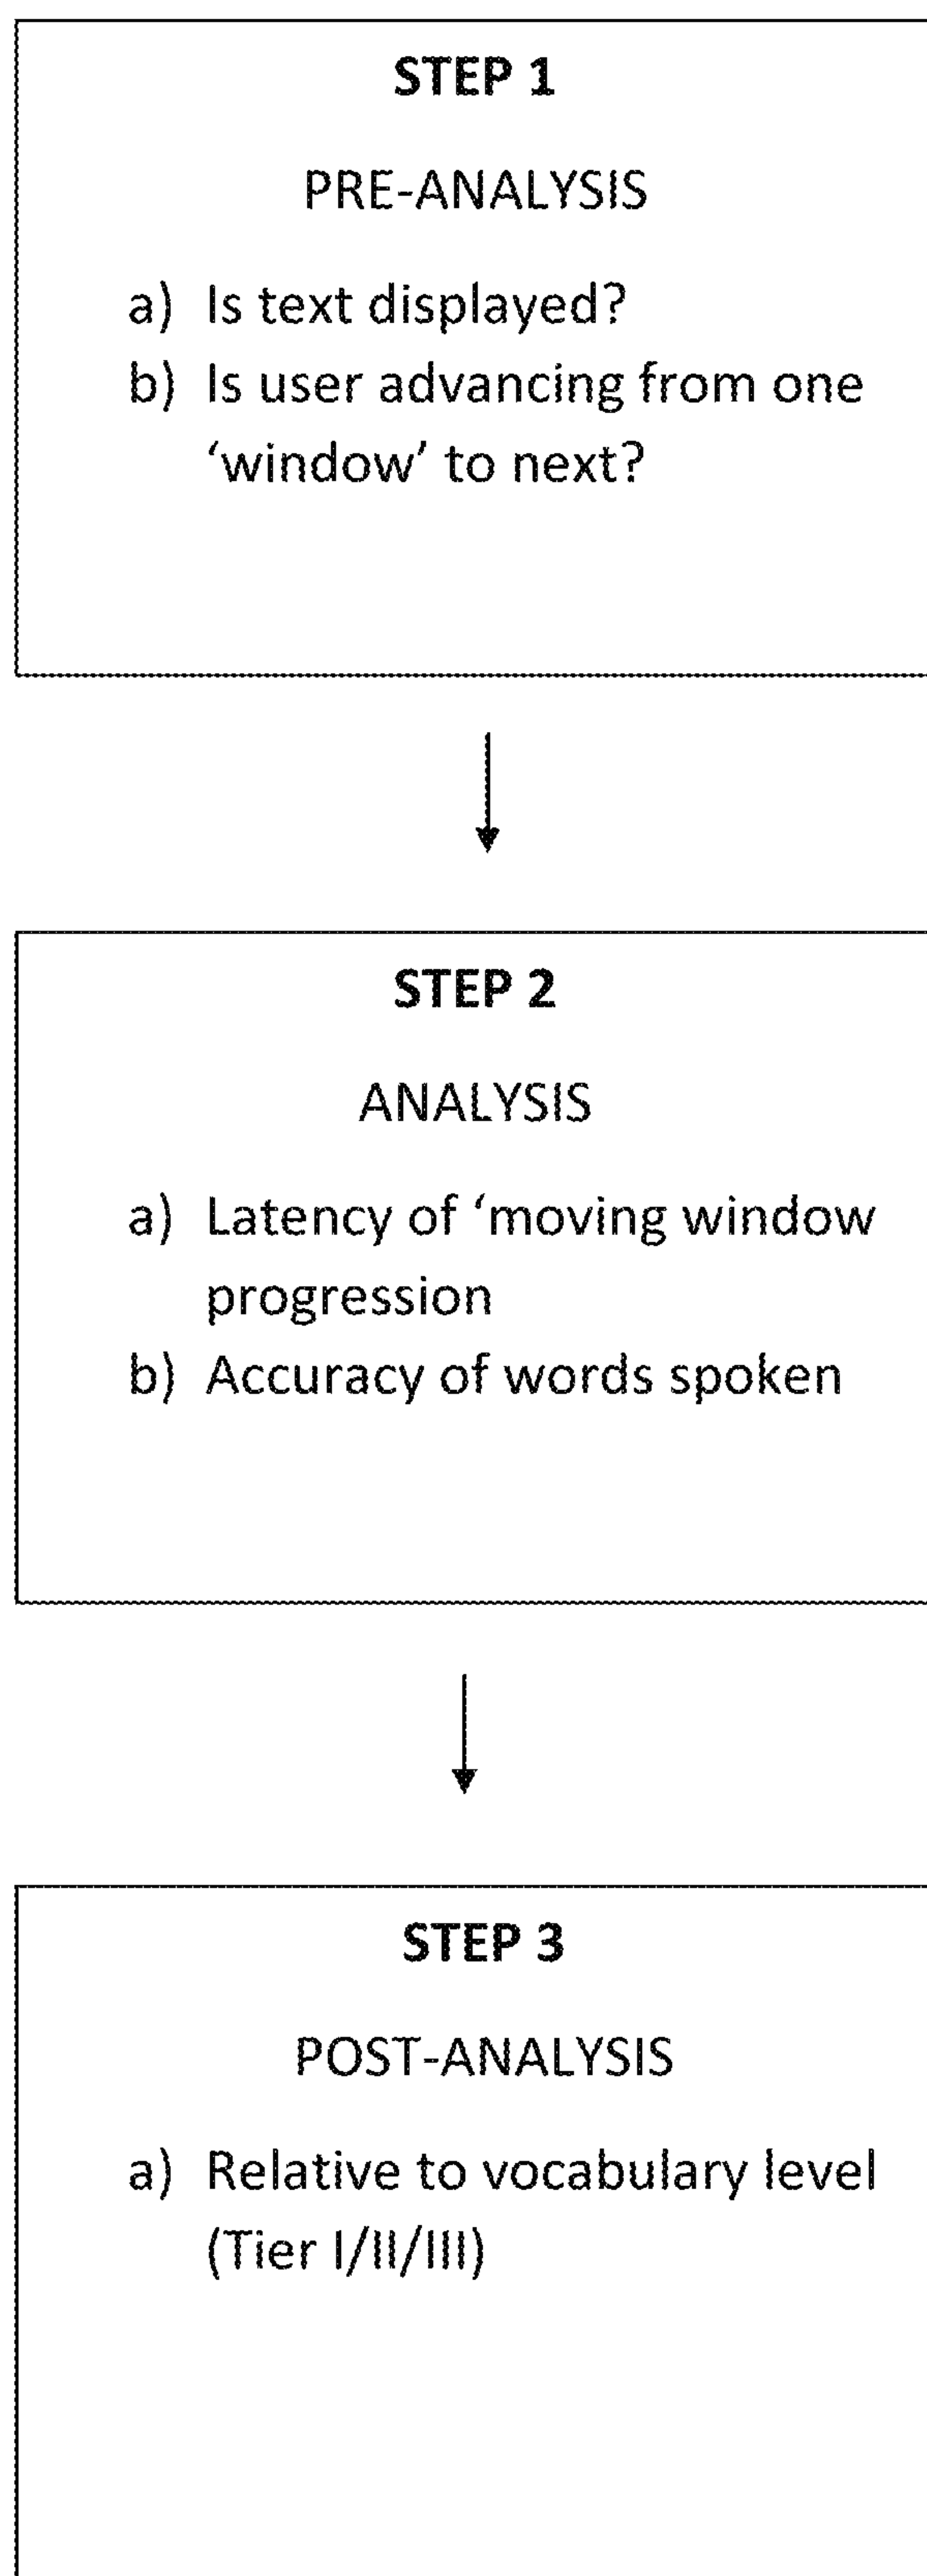 STEP 1
PRE-ANALYSIS
a) Is text displayed?
b) Is user advancing from one
‘window’ to next?
STEP 2
ANALYSIS
a) Latency of ‘moving window
progression
b) Accuracy of words spoken
STEP 3
POST-ANALYSIS
a) Relative to vocabulary level
(Tier I/II/III)